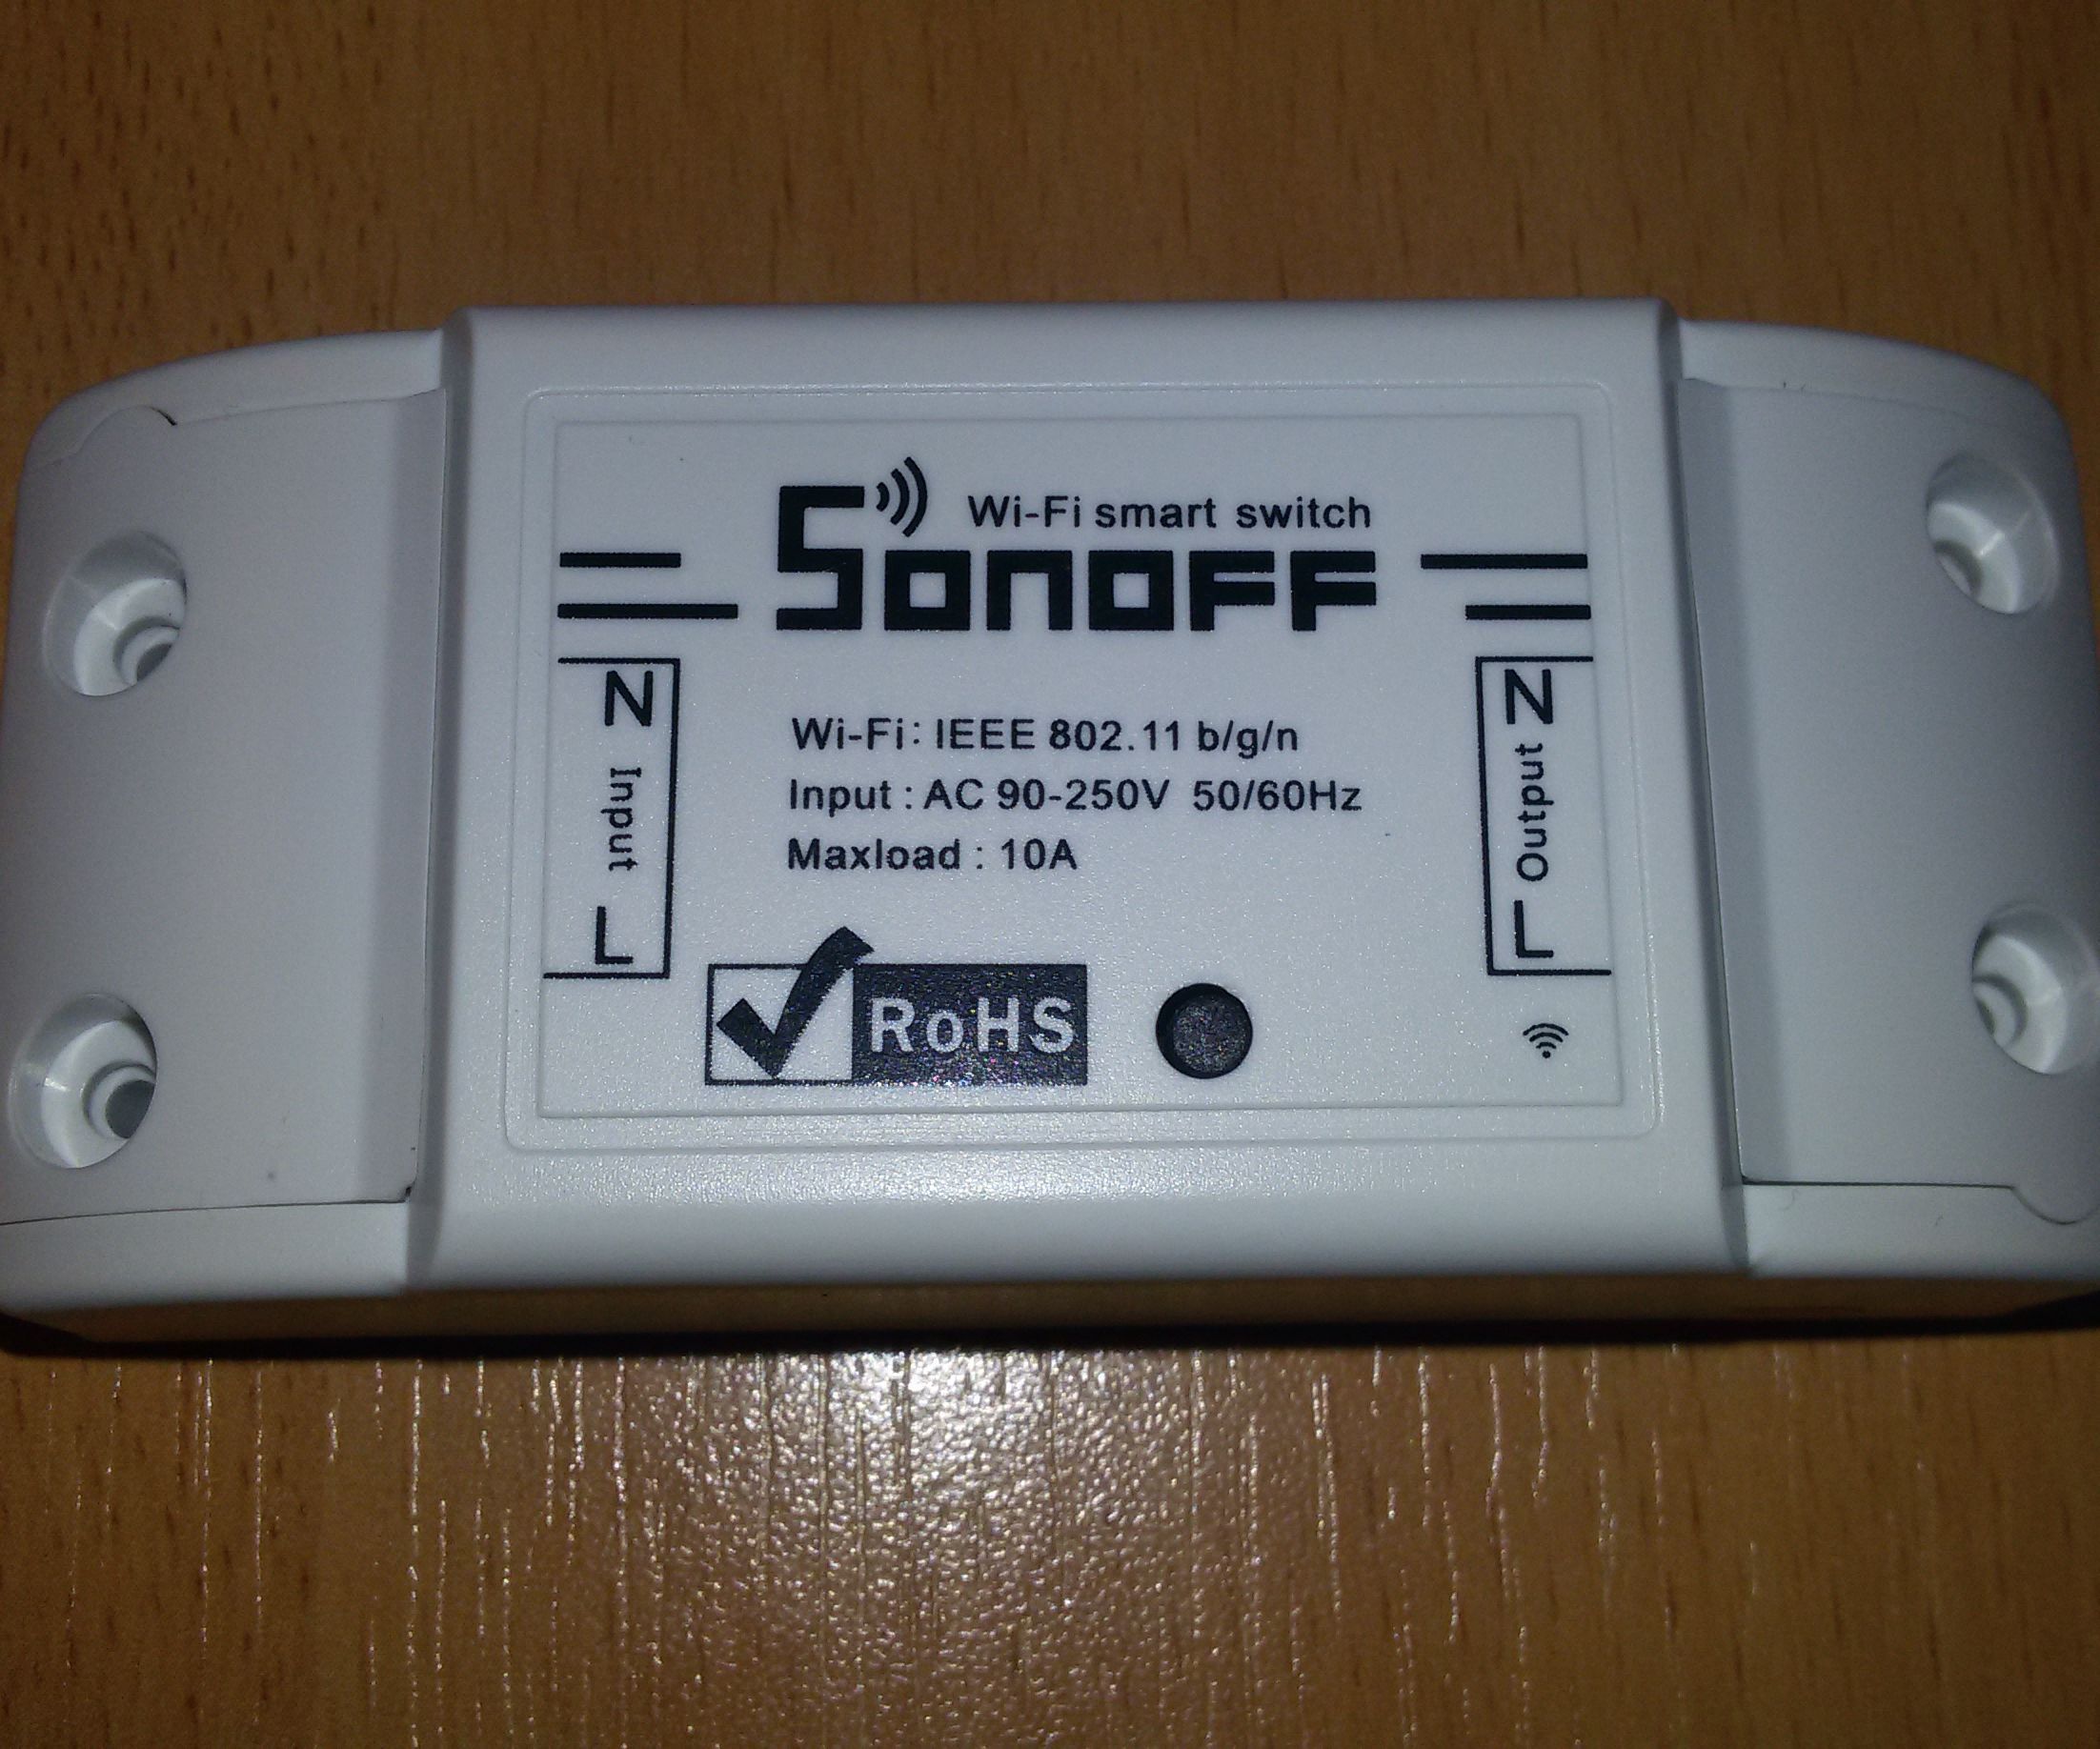 Wi-Fi smart switch
SONOFF
N Input L
Wi-Fi: IEEE 802.11 b/g/n
Input : AC 90-250V 50/60Hz
Maxload : 10A
L Output N
RoHS